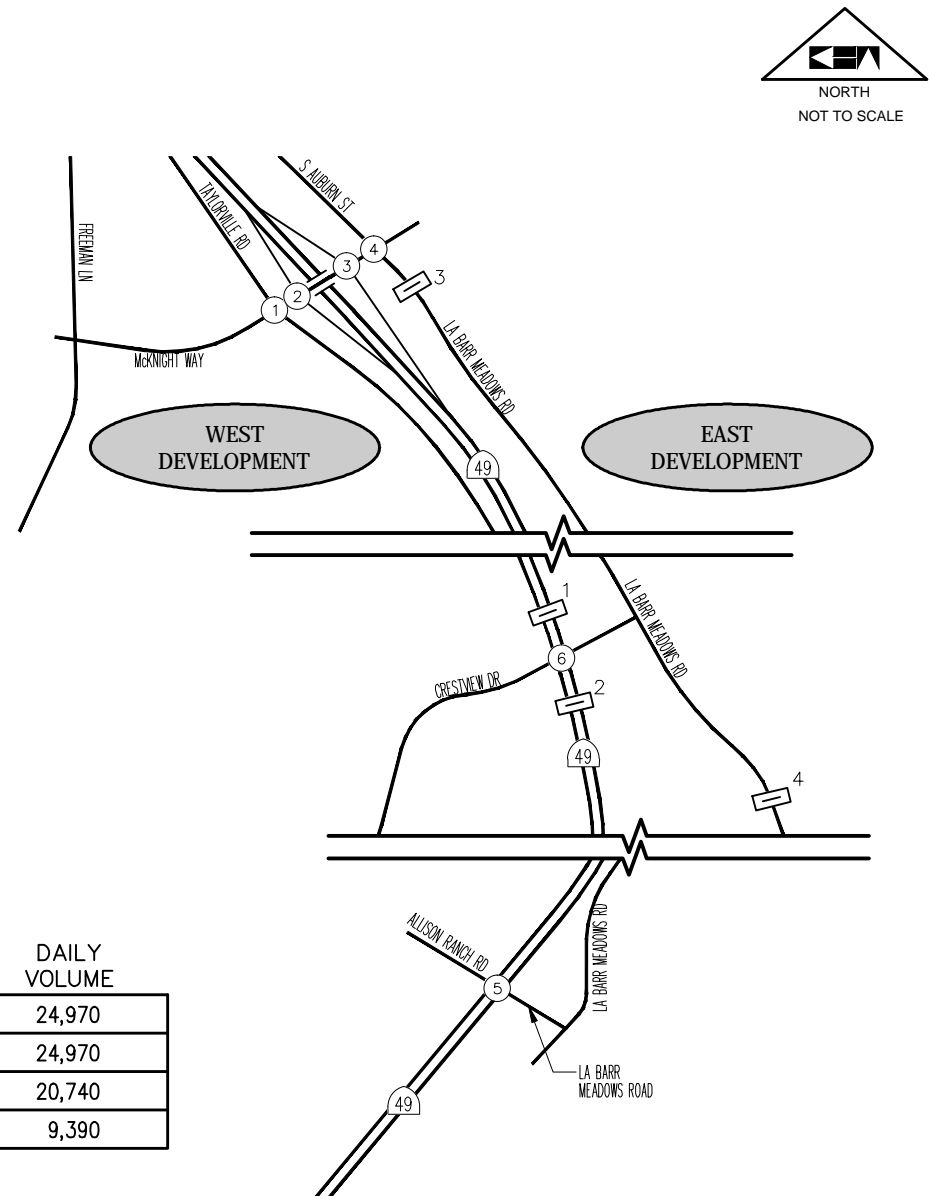 KDA
NORTH
NOT TO SCALE
S AUBURN ST
TAYLORVILLE RD
FREEMAN LN
4
3
3
2
1
McKNIGHT WAY
LA BARR MEADOWS RD
WEST
DEVELOPMENT
EAST
DEVELOPMENT
49
1
LA BARR MEADOWS RD
6
CRESTVIEW DR
2
49
4
ALLISON RANCH RD
LA BARR MEADOWS RD
5
LA BARR
MEADOWS ROAD
49
DAILY
VOLUME
24,970
24,970
20,740
9,390